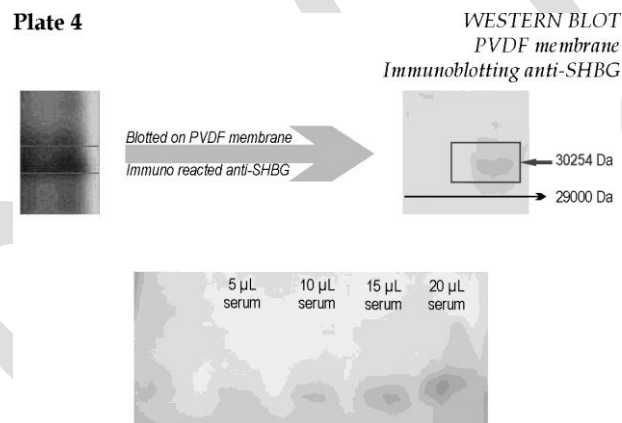 Plate 4
WESTERN BLOT
PVDF membrane
Immunoblotting anti-SHBG
Blotted on PVDF membrane
Immuno reacted anti-SHBG
30254 Da
29000 Da
5 µL 10 µL 15 µL 20 µL
serum serum serum serum